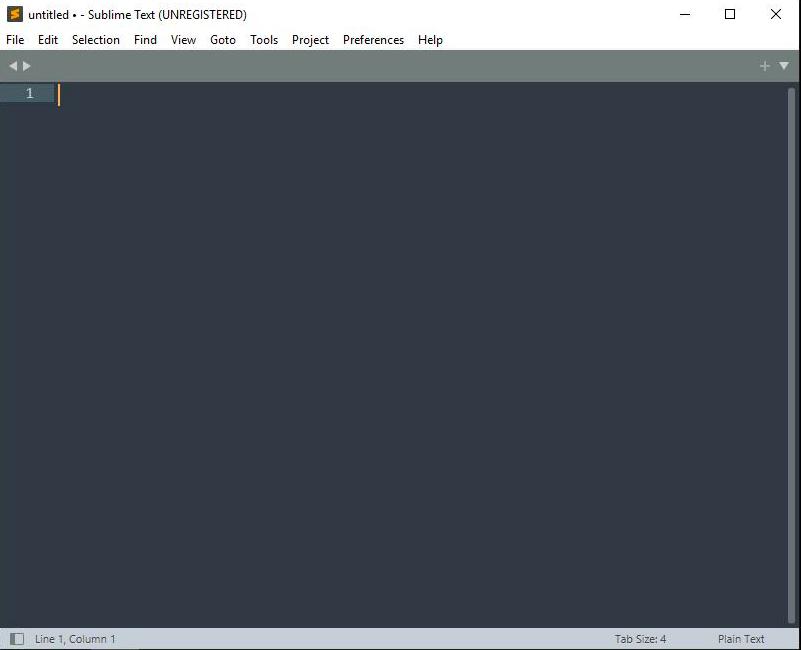 untitled • - Sublime Text (UNREGISTERED)
File Edit Selection Find View Goto Tools Project Preferences Help
1
Line 1, Column 1 Tab Size: 4 Plain Text